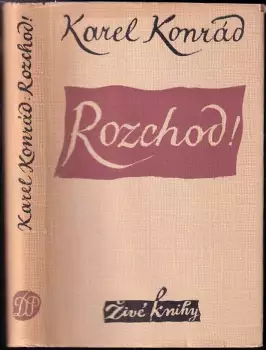 Karel Konrád
Rozchod!
Živé knihy
Karel Konrád · Rozchod!
DP